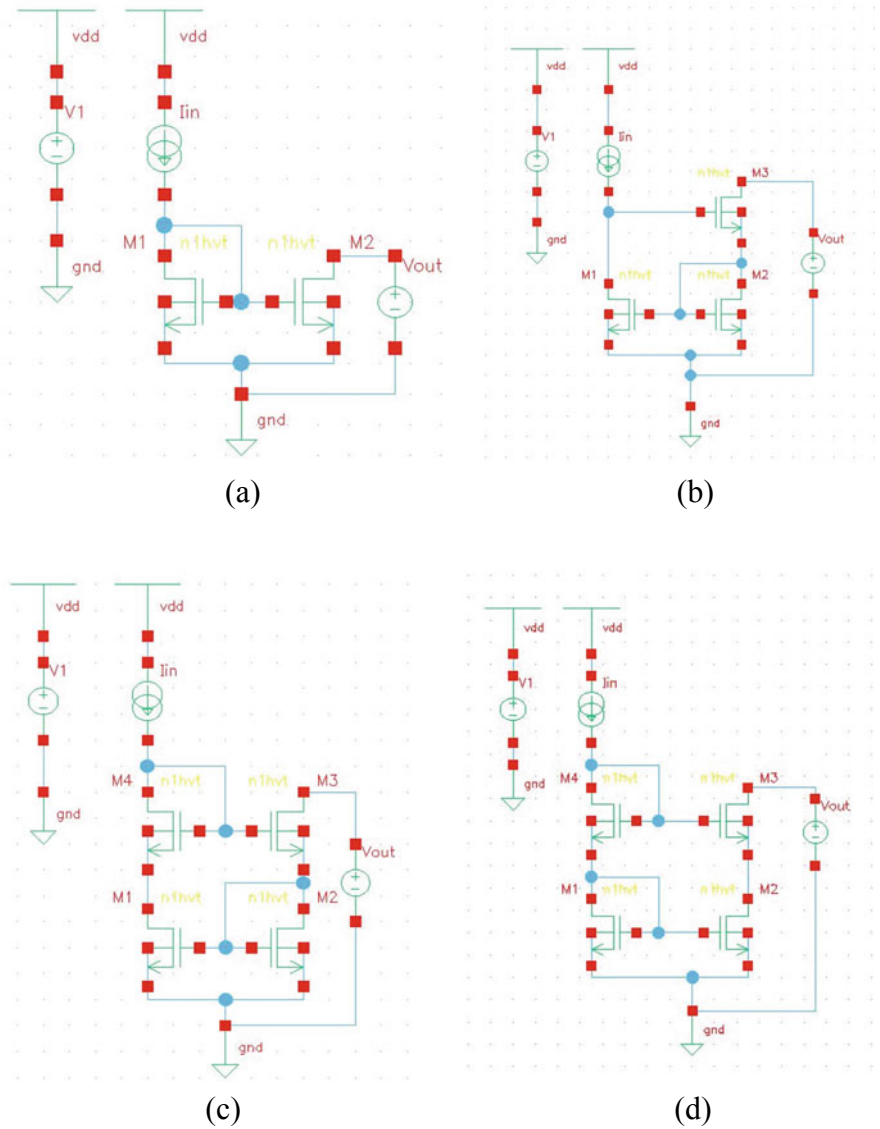 vdd vdd
V1 Iin
M1 n1hvt n1hvt M2
Vout
gnd
gnd
(a)
vdd vdd
V1 Iin
n1hvt M3
Vout
gnd
M1 n1hvt n1hvt M2
gnd
(b)
vdd vdd
V1 Iin
M4 n1hvt n1hvt M3
gnd
Vout
M1 n1hvt n1hvt M2
gnd
(c)
vdd vdd
V1 Iin
M4 n1hvt n1hvt M3
gnd
Vout
M1 n1hvt n1hvt M2
gnd
(d)